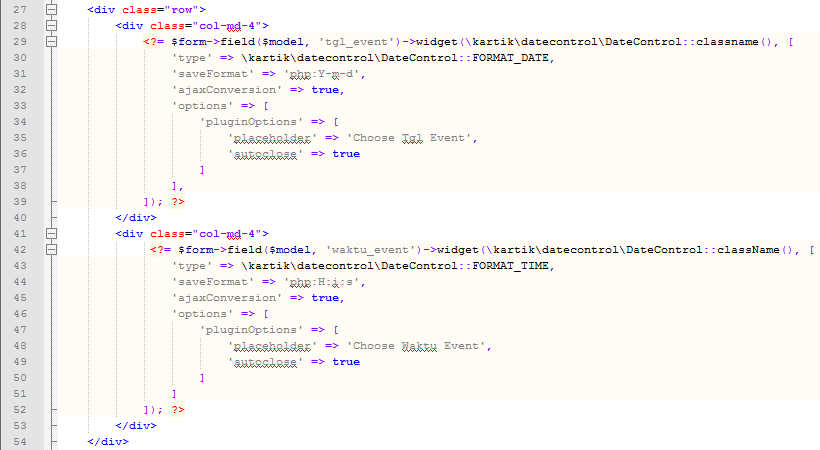 27 <div class="row">
28 <div class="col-md-4">
29 <?= $form->field($model, 'tgl_event')->widget(\kartik\datecontrol\DateControl::classname(), [
30 'type' => \kartik\datecontrol\DateControl::FORMAT_DATE,
31 'saveFormat' => 'php:Y-m-d',
32 'ajaxConversion' => true,
33 'options' => [
34 'pluginOptions' => [
35 'placeholder' => 'Choose Tgl Event',
36 'autoclose' => true
37 ]
38 ],
39 ]); ?>
40 </div>
41 <div class="col-md-4">
42 <?= $form->field($model, 'waktu_event')->widget(\kartik\datecontrol\DateControl::className(), [
43 'type' => \kartik\datecontrol\DateControl::FORMAT_TIME,
44 'saveFormat' => 'php:H:i:s',
45 'ajaxConversion' => true,
46 'options' => [
47 'pluginOptions' => [
48 'placeholder' => 'Choose Waktu Event',
49 'autoclose' => true
50 ]
51 ]
52 ]); ?>
53 </div>
54 </div>